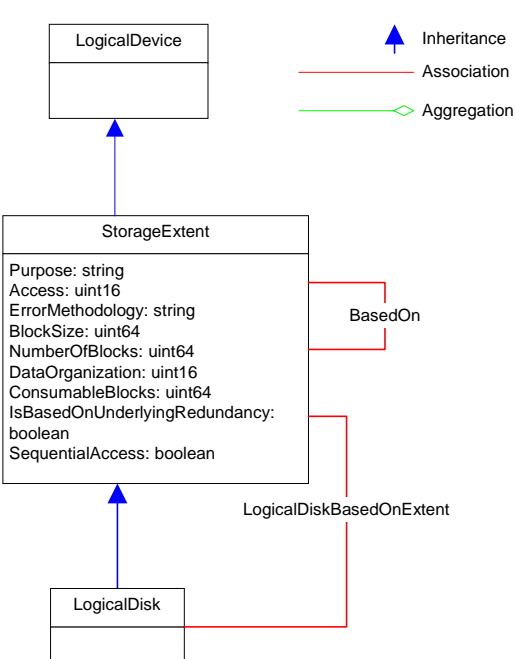 LogicalDevice
Inheritance
Association
Aggregation
StorageExtent
Purpose: string
Access: uint16
ErrorMethodology: string
BlockSize: uint64
NumberOfBlocks: uint64
DataOrganization: uint16
ConsumableBlocks: uint64
IsBasedOnUnderlyingRedundancy:
boolean
SequentialAccess: boolean
BasedOn
LogicalDiskBasedOnExtent
LogicalDisk